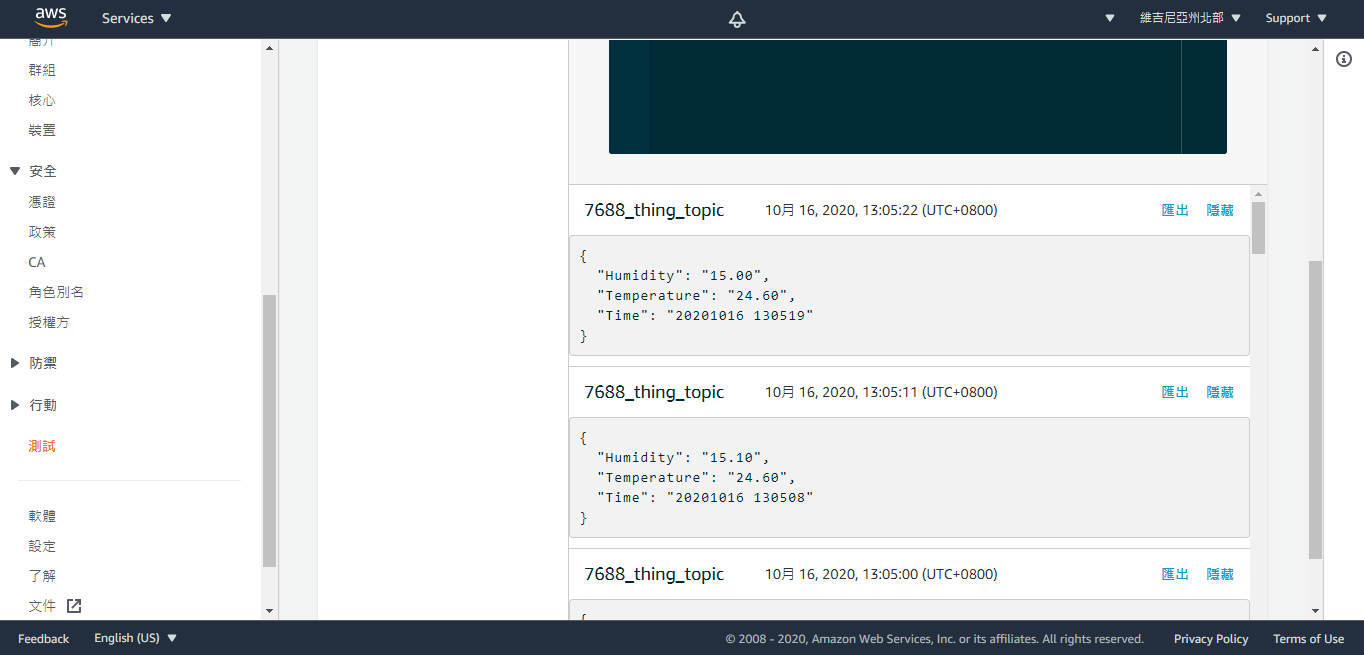 aws
Services
維吉尼亞州北部
Support
簡介
群組
核心
裝置
安全
憑證
政策
CA
角色別名
授權方
防禦
行動
測試
軟體
設定
了解
文件
7688_thing_topic 10月 16, 2020, 13:05:22 (UTC+0800) 匯出 隱藏
{
"Humidity": "15.00",
"Temperature": "24.60",
"Time": "20201016 130519"
}
7688_thing_topic 10月 16, 2020, 13:05:11 (UTC+0800) 匯出 隱藏
{
"Humidity": "15.10",
"Temperature": "24.60",
"Time": "20201016 130508"
}
7688_thing_topic 10月 16, 2020, 13:05:00 (UTC+0800) 匯出 隱藏
{
Feedback English (US) © 2008 - 2020, Amazon Web Services, Inc. or its affiliates. All rights reserved. Privacy Policy Terms of Use